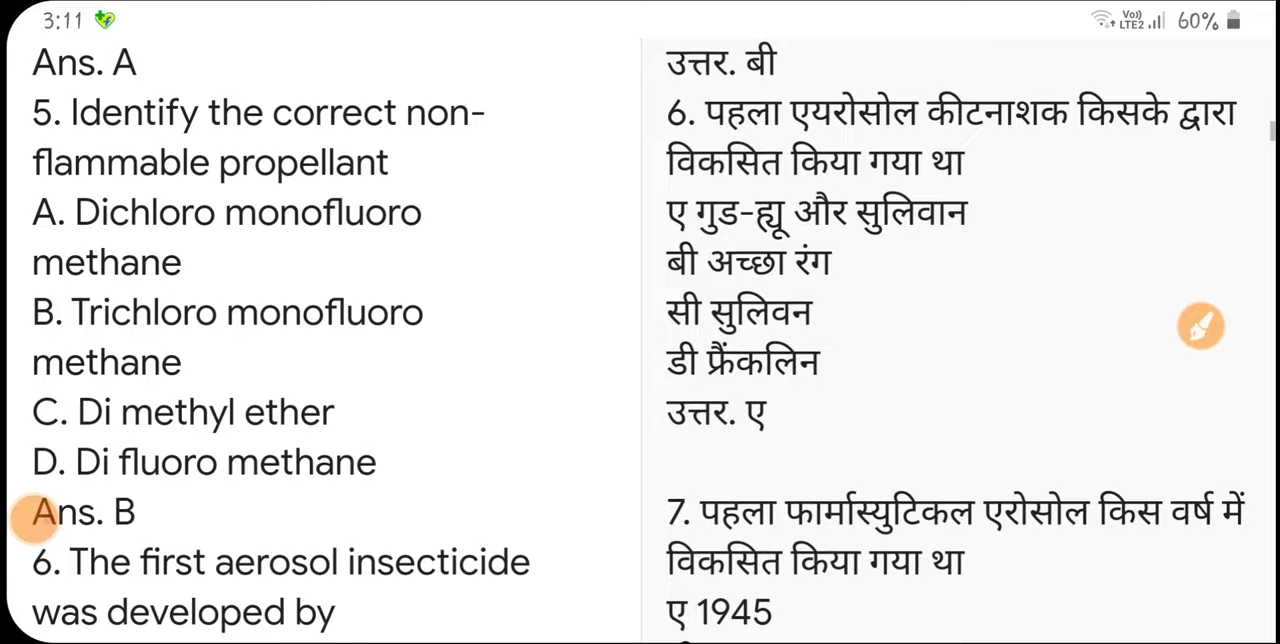 3:11
Vo)) LTE2 60%
Ans. A
5. Identify the correct non-
flammable propellant
A. Dichloro monofluoro
methane
B. Trichloro monofluoro
methane
C. Di methyl ether
D. Di fluoro methane
Ans. B
6. The first aerosol insecticide
was developed by
उत्तर. बी
6. पहला एयरोसोल कीटनाशक किसके द्वारा
विकसित किया गया था
ए गुड-ह्यू और सुलिवान
बी अच्छा रंग
सी सुलिवन
डी फ्रैंकलिन
उत्तर. ए
7. पहला फार्मास्युटिकल एरोसोल किस वर्ष में
विकसित किया गया था
ए 1945